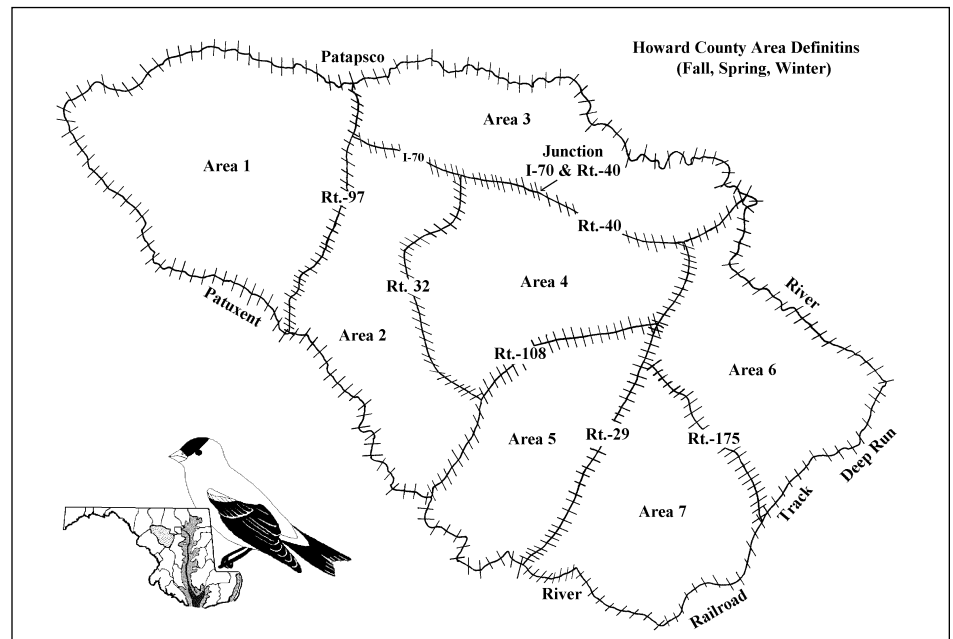 Howard County Area Definitins
(Fall, Spring, Winter)
Patapsco
Area 3
Junction
I-70 & Rt.-40
I-70
Area 1
Rt.-97
Rt.-40
Area 4
Rt. 32
River
Patuxent
Area 2
Rt.-108
Area 6
Area 5
Rt.-29
Rt.-175
Deep Run
Track
Area 7
River
Railroad